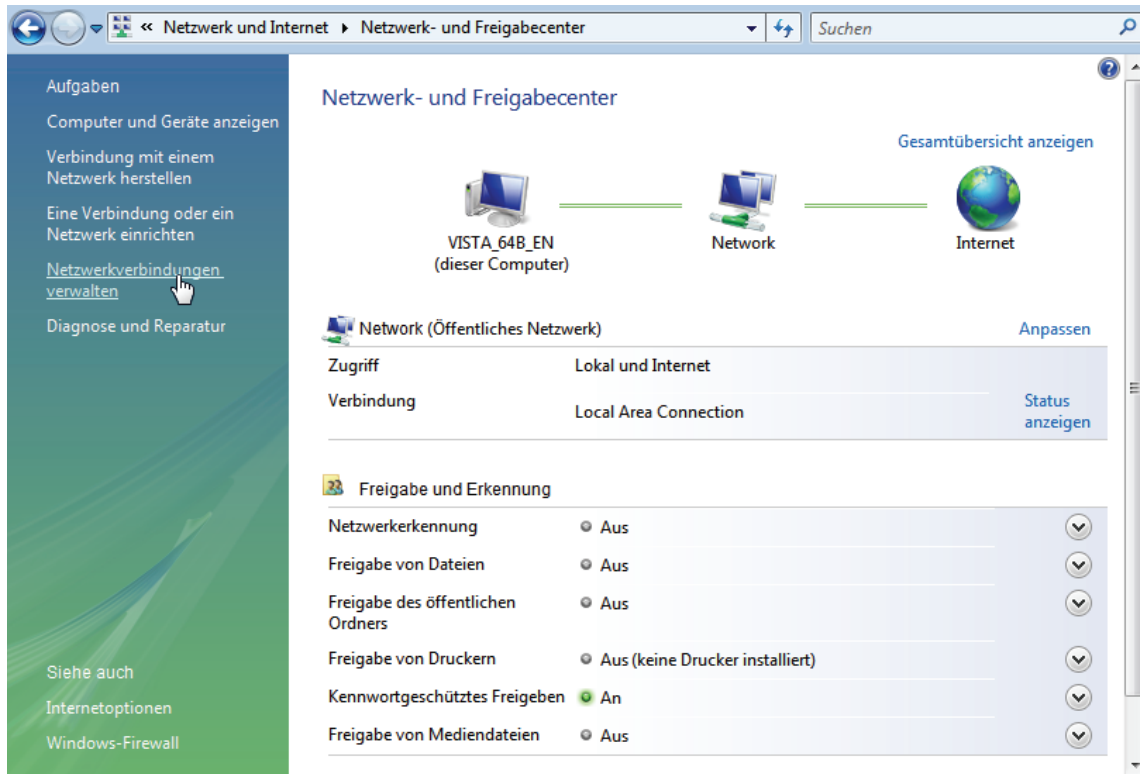 « Netzwerk und Internet ▸ Netzwerk- und Freigabecenter
Suchen
Aufgaben
Computer und Geräte anzeigen
Verbindung mit einem
Netzwerk herstellen
Eine Verbindung oder ein
Netzwerk einrichten
Netzwerkverbindungen
verwalten
Diagnose und Reparatur
Siehe auch
Internetoptionen
Windows-Firewall
Netzwerk- und Freigabecenter
Gesamtübersicht anzeigen
VISTA_64B_EN
(dieser Computer)
Network
Internet
Network (Öffentliches Netzwerk)
Anpassen
Zugriff
Lokal und Internet
Verbindung
Local Area Connection
Status
anzeigen
Freigabe und Erkennung
Netzwerkerkennung
Aus
Freigabe von Dateien
Aus
Freigabe des öffentlichen
Ordners
Aus
Freigabe von Druckern
Aus (keine Drucker installiert)
Kennwortgeschütztes Freigeben
An
Freigabe von Mediendateien
Aus